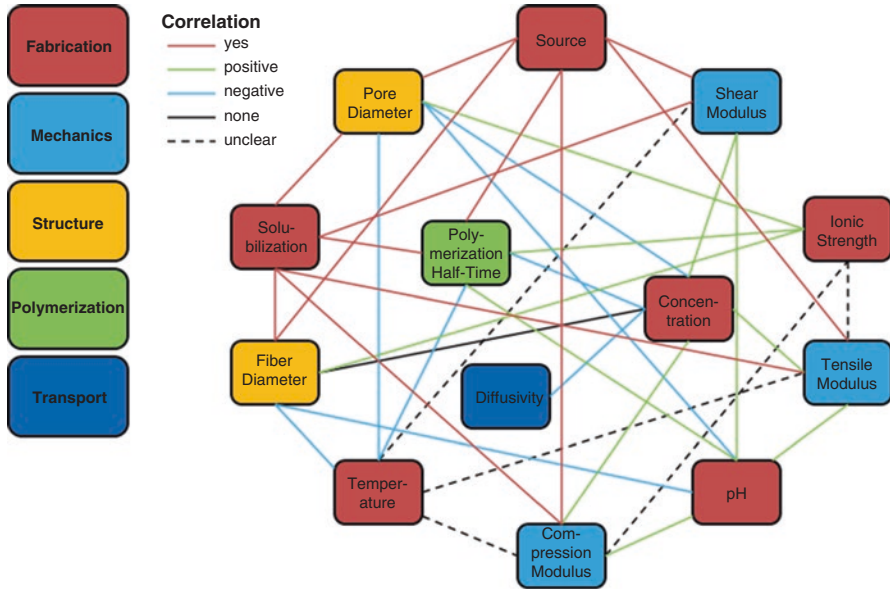 Fabrication
Mechanics
Structure
Polymerization
Transport
Correlation
yes
positive
negative
none
unclear
Source
Pore
Diameter
Shear
Modulus
Solu-
bilization
Poly-
merization
Half-Time
Ionic
Strength
Concen-
tration
Fiber
Diameter
Diffusivity
Tensile
Modulus
Temper-
ature
pH
Com-
pression
Modulus